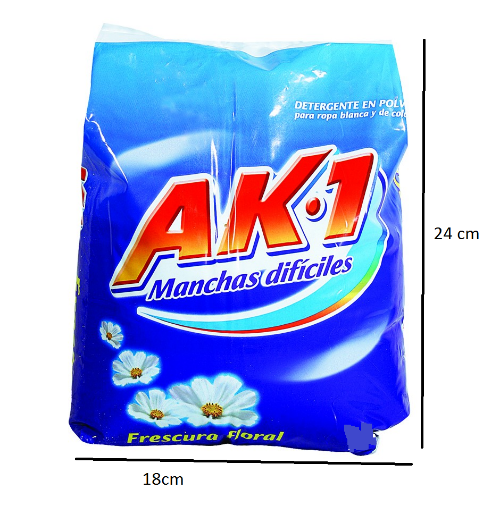 DETERGENTE EN POLV
para ropa blanca y de col
AK·1
Manchas difíciles
24 cm
Frescura floral
18cm